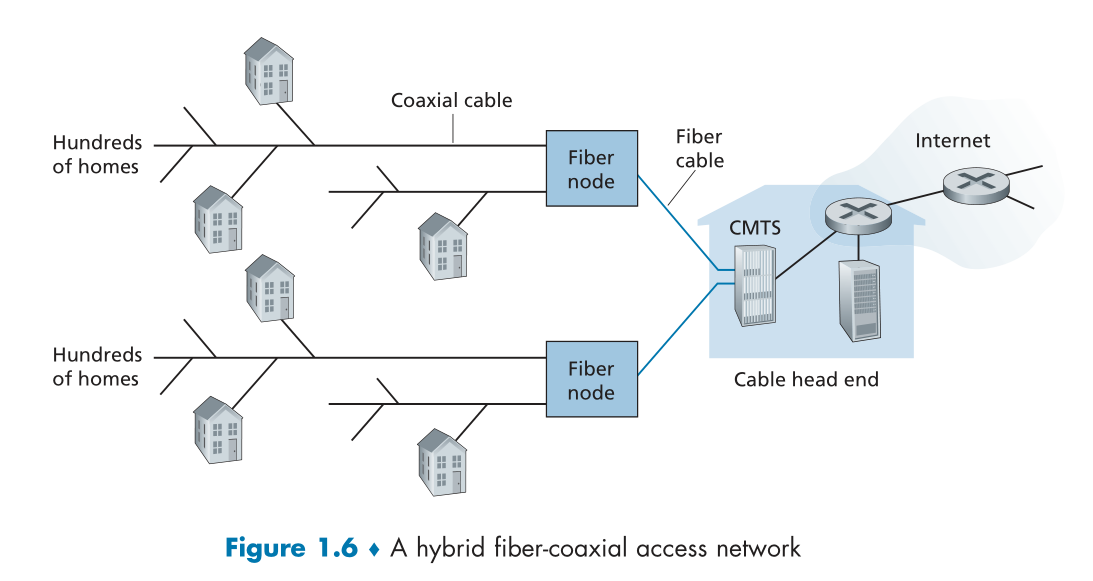 Coaxial cable
Hundreds
of homes
Fiber
node
Fiber
cable
Internet
CMTS
Hundreds
of homes
Fiber
node
Cable head end
Figure 1.6 ♦ A hybrid fiber-coaxial access network